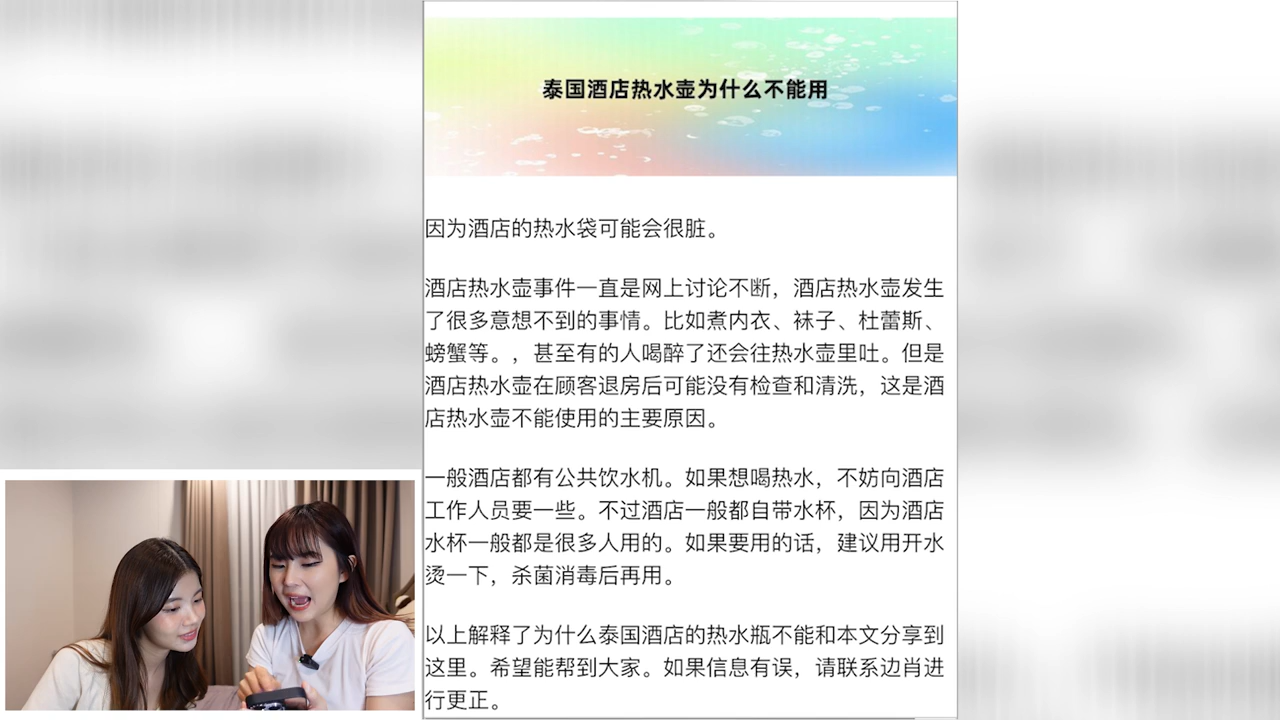 泰国酒店热水壶为什么不能用
因为酒店的热水袋可能会很脏。
酒店热水壶事件一直是网上讨论不断，酒店热水壶发生
了很多意想不到的事情。比如煮内衣、袜子、杜蕾斯、
螃蟹等。，甚至有的人喝醉了还会往热水壶里吐。但是
酒店热水壶在顾客退房后可能没有检查和清洗，这是酒
店热水壶不能使用的主要原因。
一般酒店都有公共饮水机。如果想喝热水，不妨向酒店
工作人员要一些。不过酒店一般都自带水杯，因为酒店
水杯一般都是很多人用的。如果要用的话，建议用开水
烫一下，杀菌消毒后再用。
以上解释了为什么泰国酒店的热水瓶不能和本文分享到
这里。希望能帮到大家。如果信息有误，请联系边肖进
行更正。